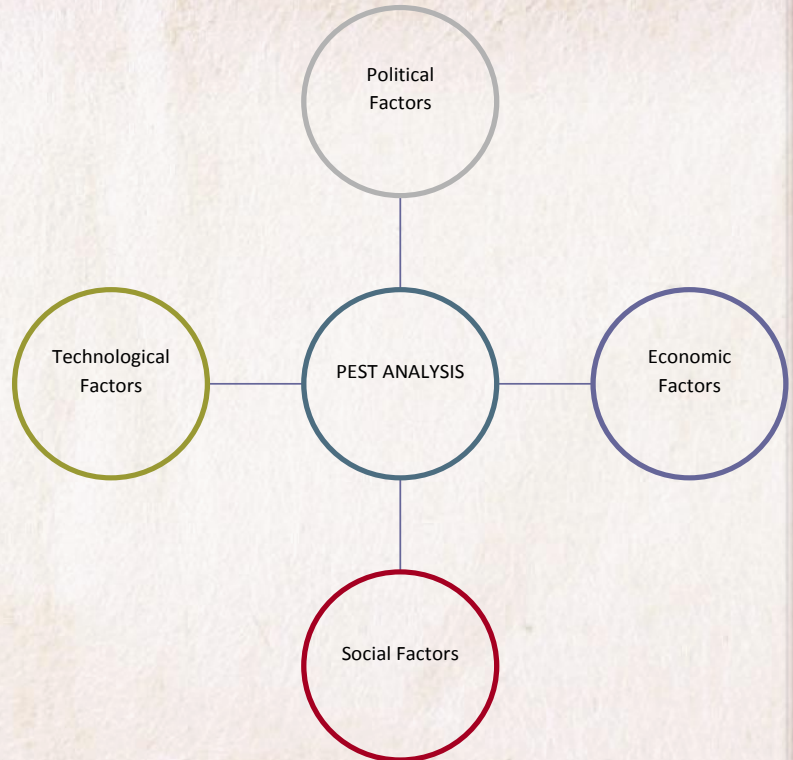 Political
Factors
Technological
Factors
PEST ANALYSIS
Economic
Factors
Social Factors